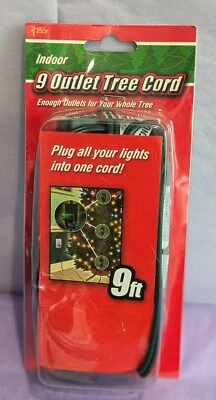 Indoor
9 Outlet Tree Cord
Enough Outlets for Your Whole Tree
Plug all your lights
into one cord!
9ft